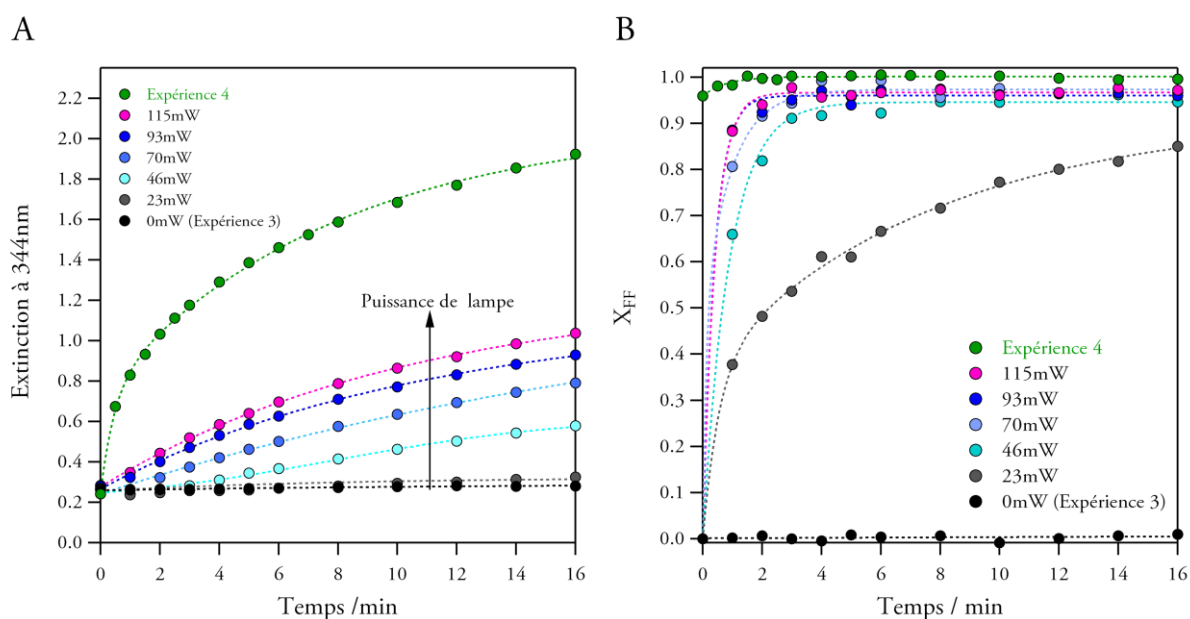 A
Extinction à 344nm
2.2
2.0
1.8
1.6
1.4
1.2
1.0
0.8
0.6
0.4
0.2
0.0
Expérience 4
115mW
93mW
70mW
46mW
23mW
0mW (Expérience 3)
Puissance de lampe
0 2 4 6 8 10 12 14 16
Temps /min
B
X_FF
1.0
0.9
0.8
0.7
0.6
0.5
0.4
0.3
0.2
0.1
0.0
Expérience 4
115mW
93mW
70mW
46mW
23mW
0mW (Expérience 3)
0 2 4 6 8 10 12 14 16
Temps / min